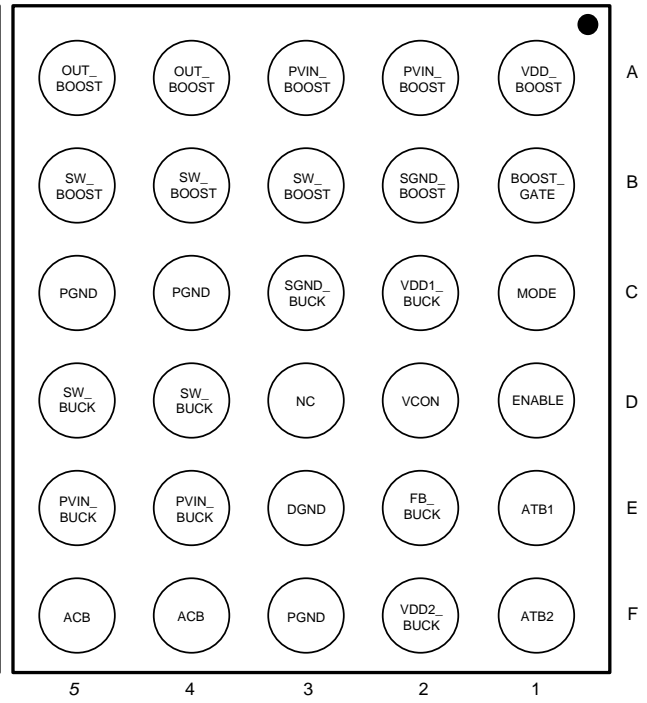 OUT_
BOOST
OUT_
BOOST
PVIN_
BOOST
PVIN_
BOOST
VDD_
BOOST
A
SW_
BOOST
SW_
BOOST
SW_
BOOST
SGND_
BOOST
BOOST_
GATE
B
PGND
PGND
SGND_
BUCK
VDD1_
BUCK
MODE
C
SW_
BUCK
SW_
BUCK
NC
VCON
ENABLE
D
PVIN_
BUCK
PVIN_
BUCK
DGND
FB_
BUCK
ATB1
E
ACB
ACB
PGND
VDD2_
BUCK
ATB2
F
5 4 3 2 1